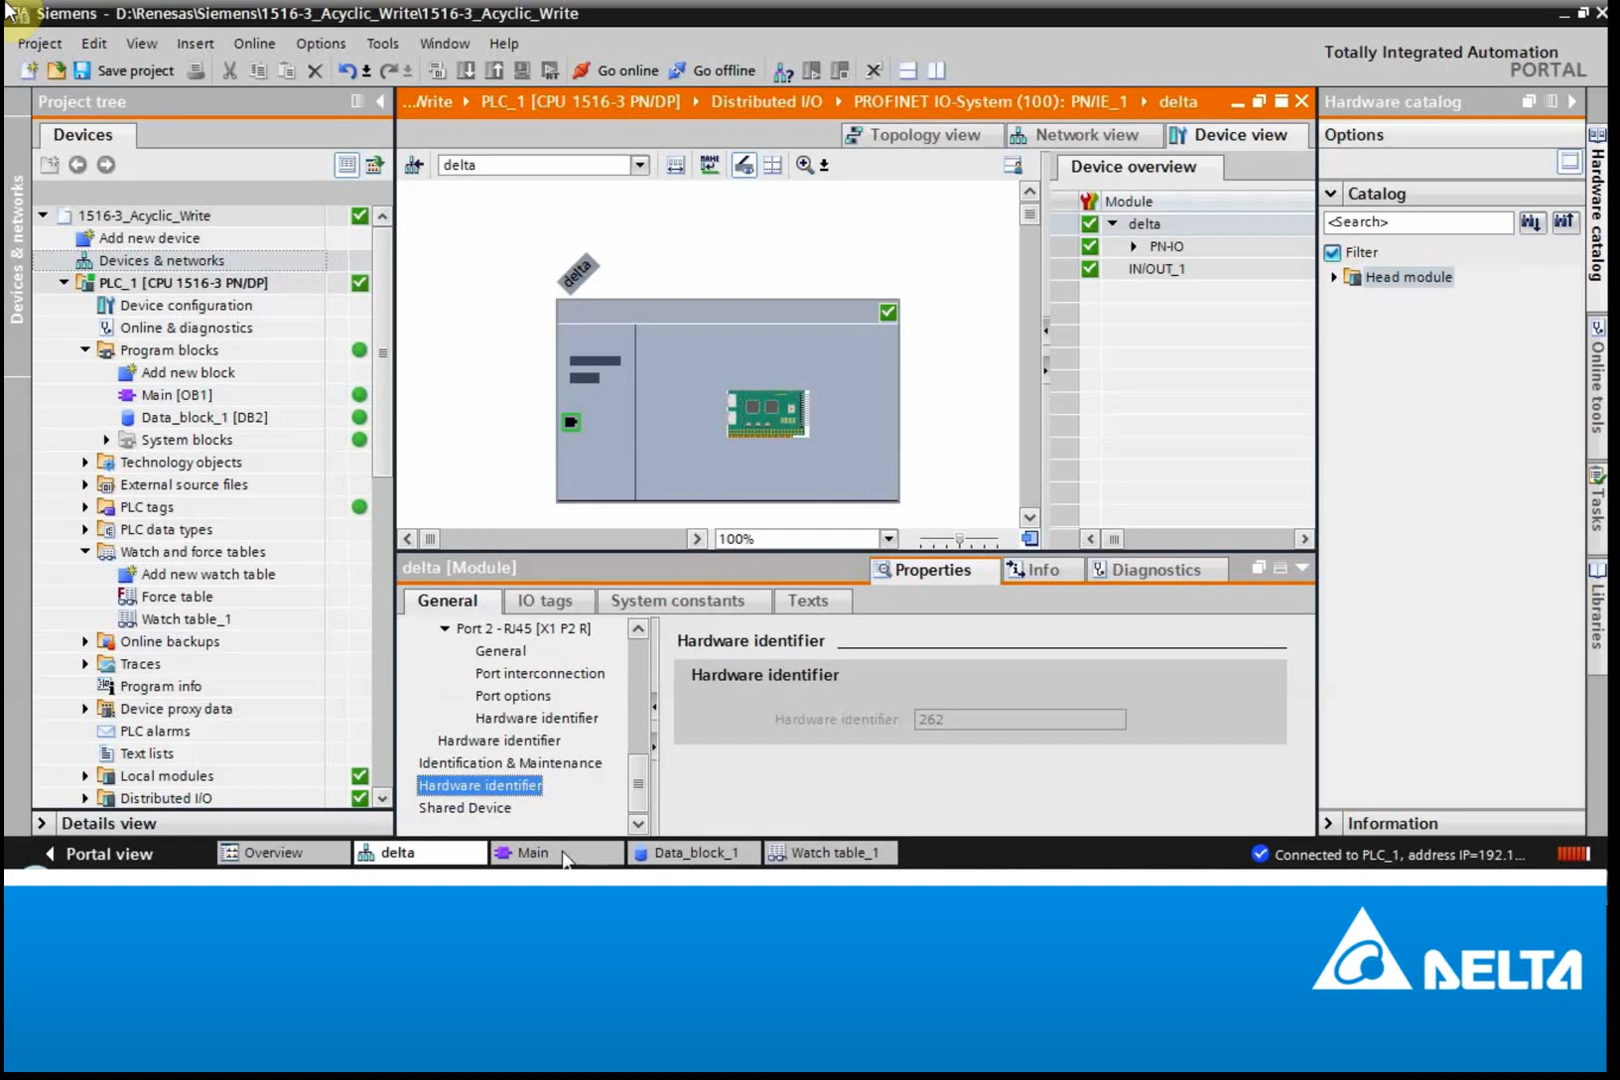 Siemens - D:\Renesas\Siemens\1516-3_Acyclic_Write\1516-3_Acyclic_Write
Project Edit View Insert Online Options Tools Window Help
Totally Integrated Automation
PORTAL
Save project
Go online
Go offline
Project tree
...Write PLC_1 [CPU 1516-3 PN/DP] Distributed I/O PROFINET IO-System (100): PN/IE_1 delta
Hardware catalog
Devices
Topology view
Network view
Device view
Options
delta
Device overview
Module
delta
PN-IO
IN/OUT_1
Catalog
<Search>
Filter
Head module
1516-3_Acyclic_Write
Add new device
Devices & networks
PLC_1 [CPU 1516-3 PN/DP]
Device configuration
Online & diagnostics
Program blocks
Add new block
Main [OB1]
Data_block_1 [DB2]
System blocks
Technology objects
External source files
PLC tags
PLC data types
Watch and force tables
Add new watch table
Force table
Watch table_1
Online backups
Traces
Program info
Device proxy data
PLC alarms
Text lists
Local modules
Distributed I/O
Details view
delta
100%
delta [Module]
Properties
Info
Diagnostics
General
IO tags
System constants
Texts
Port 2 - RJ45 [X1 P2 R]
General
Port interconnection
Port options
Hardware identifier
Hardware identifier
Identification & Maintenance
Hardware identifier
Shared Device
Hardware identifier
Hardware identifier
Hardware identifier: 262
Information
Devices & networks
Hardware catalog
Online tools
Tasks
Libraries
Portal view
Overview
delta
Main
Data_block_1
Watch table_1
Connected to PLC_1, address IP=192.1...
DELTA